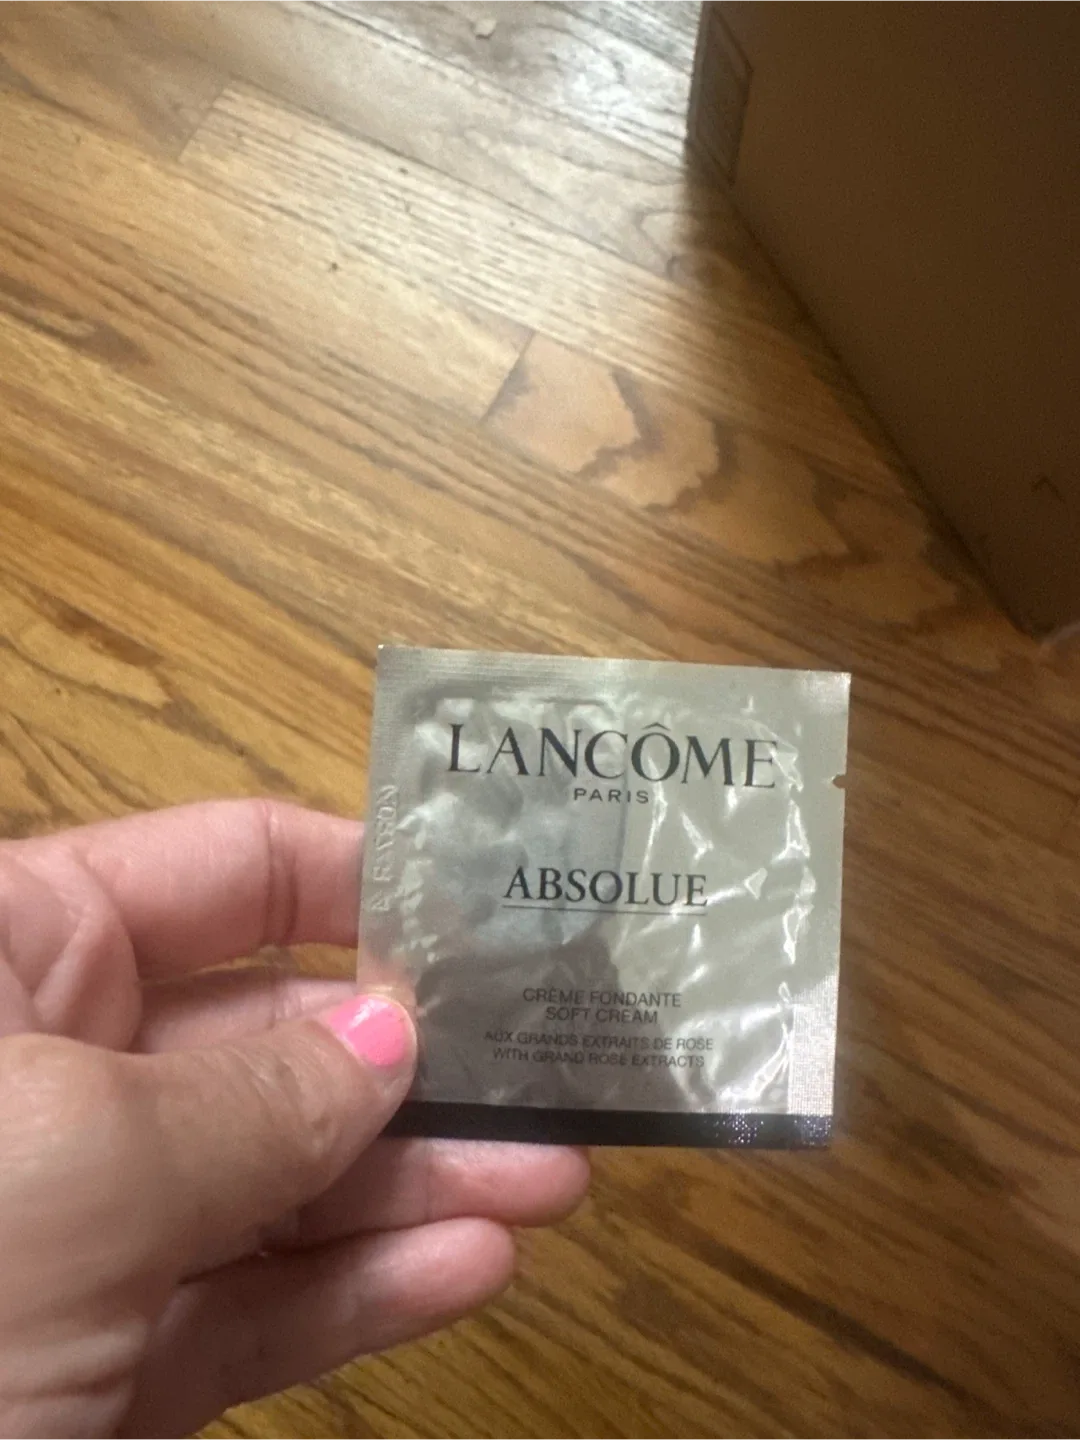 LANCÔME
PARIS
ABSOLUE
CRÈME FONDANTE
SOFT CREAM
AUX GRANDS EXTRAITS DE ROSE
WITH GRAND ROSE EXTRACTS